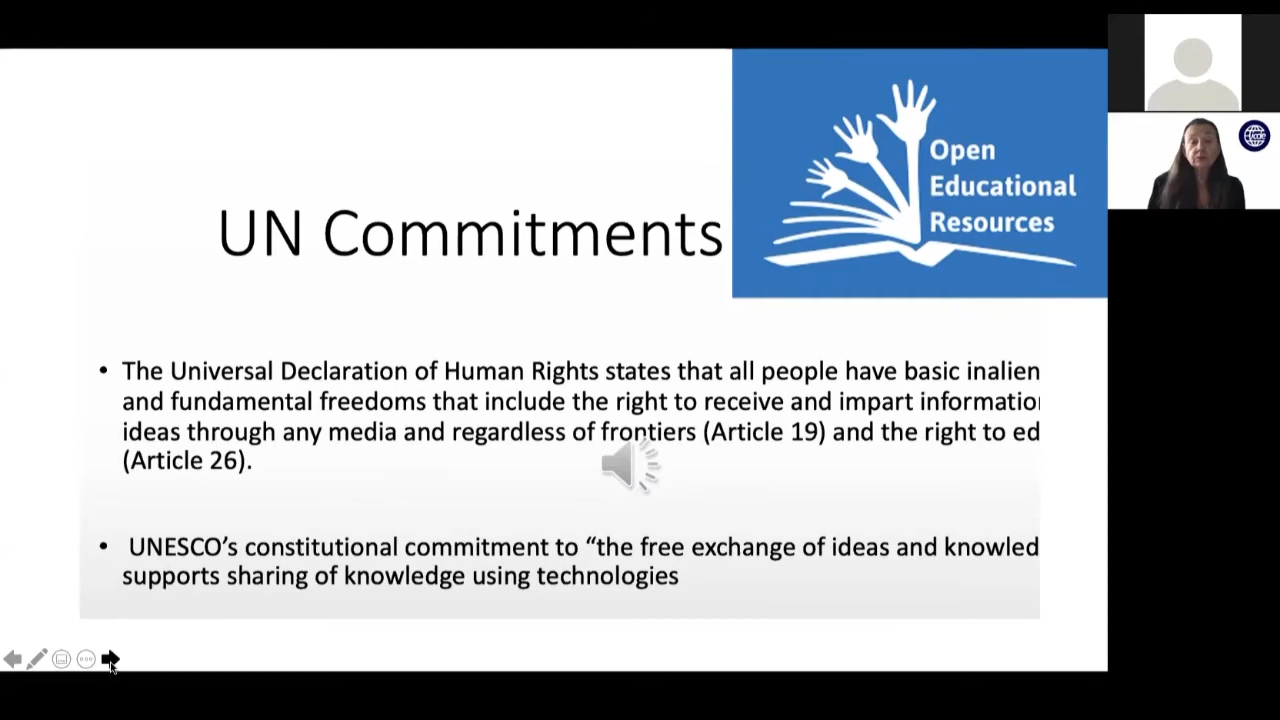 UN Commitments
Open
Educational
Resources
• The Universal Declaration of Human Rights states that all people have basic inalien
and fundamental freedoms that include the right to receive and impart informatio
ideas through any media and regardless of frontiers (Article 19) and the right to ed
(Article 26).
• UNESCO’s constitutional commitment to “the free exchange of ideas and knowled
supports sharing of knowledge using technologies
icde